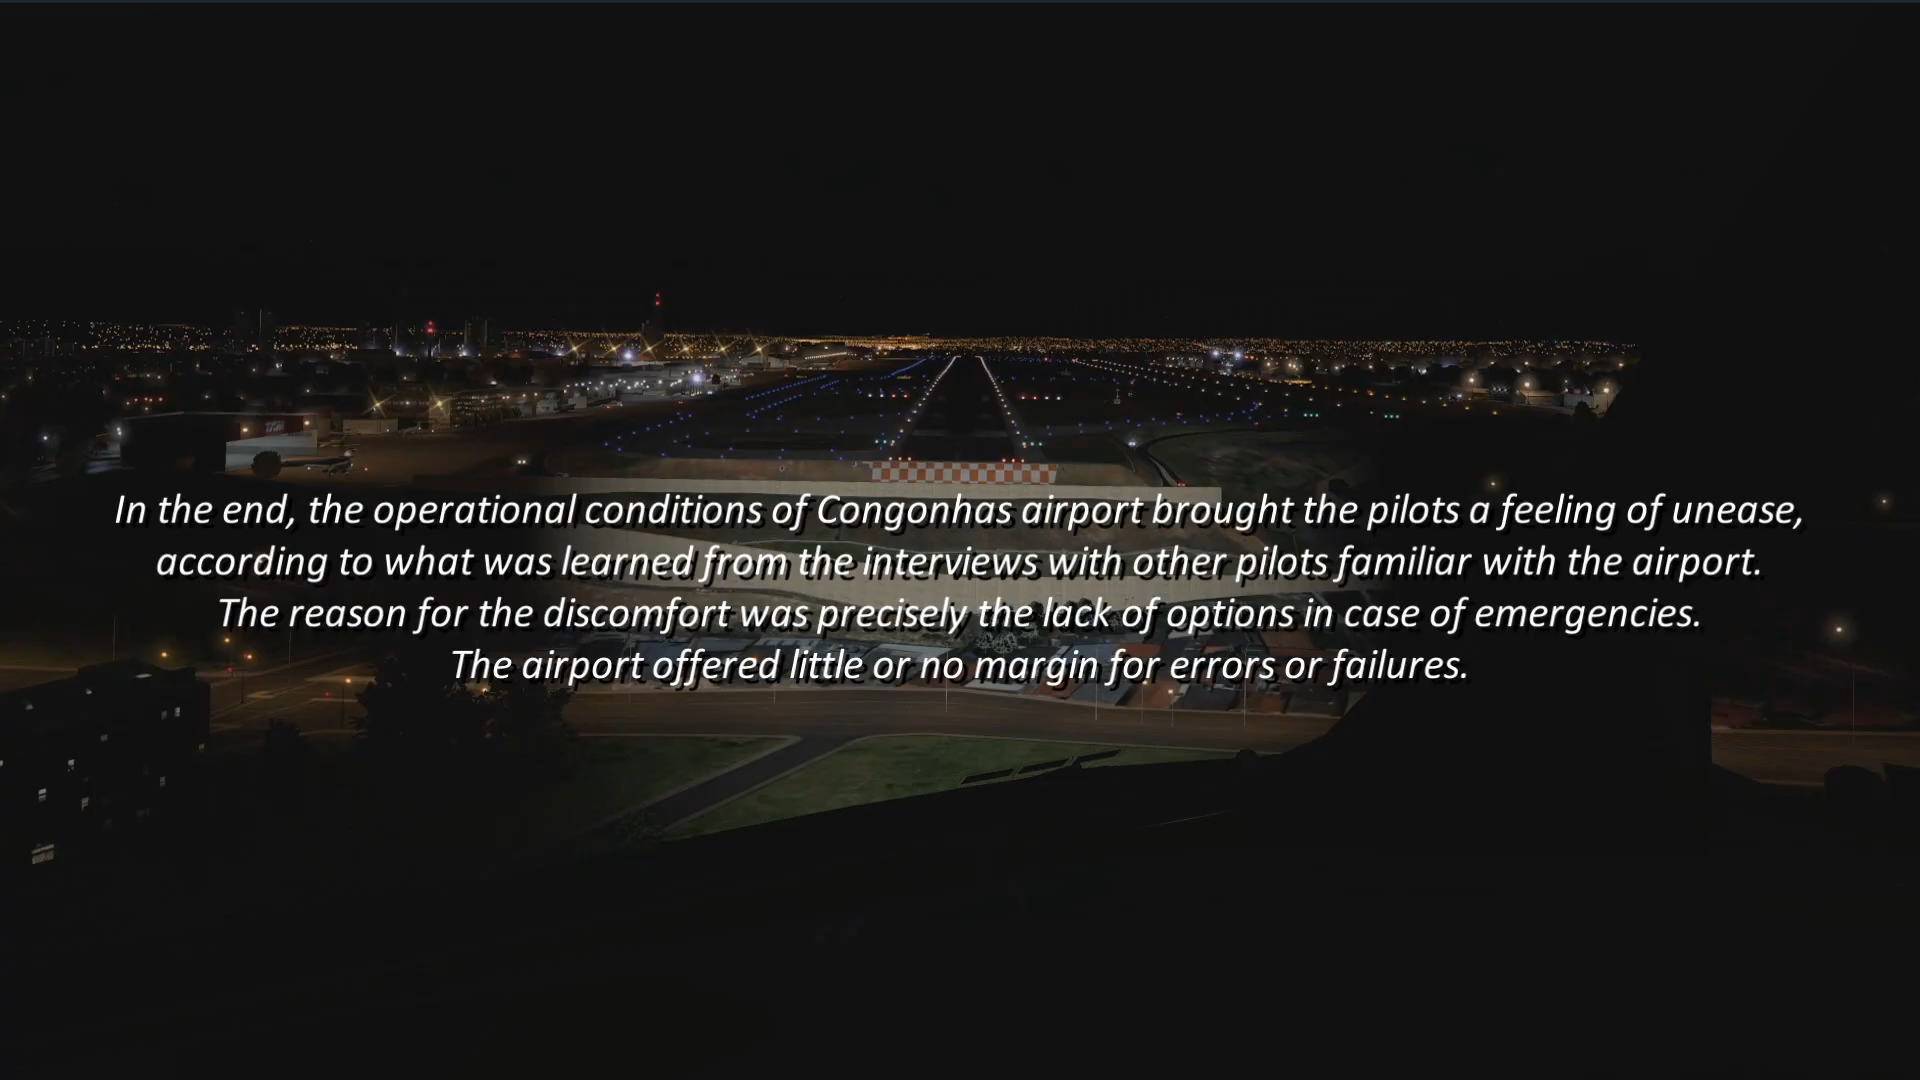 In the end, the operational conditions of Congonhas airport brought the pilots a feeling of unease,
according to what was learned from the interviews with other pilots familiar with the airport.
The reason for the discomfort was precisely the lack of options in case of emergencies.
The airport offered little or no margin for errors or failures.